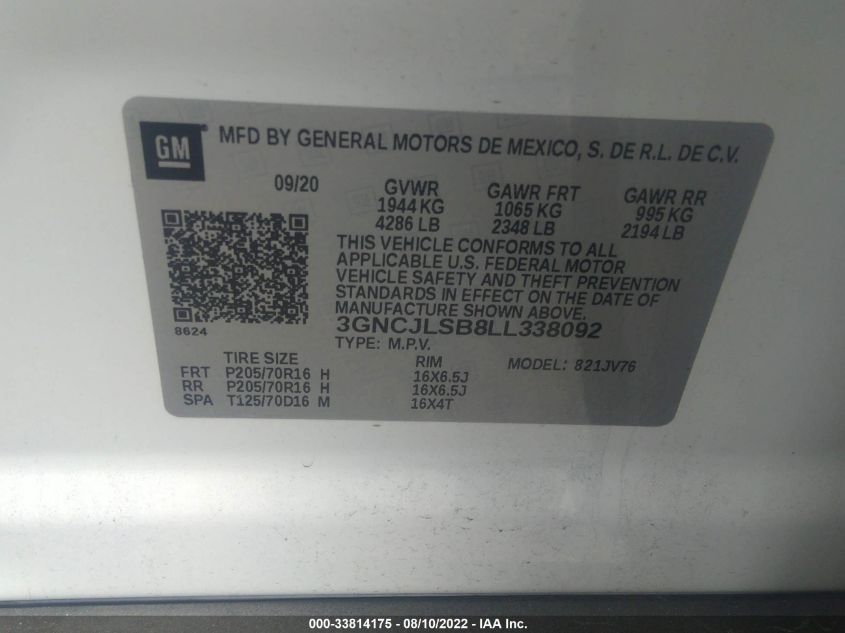 GM® MFD BY GENERAL MOTORS DE MEXICO, S. DE R.L. DE C.V.
09/20 GVWR GAWR FRT GAWR RR
1944 KG 1065 KG 995 KG
4286 LB 2348 LB 2194 LB
THIS VEHICLE CONFORMS TO ALL
APPLICABLE U.S. FEDERAL MOTOR
VEHICLE SAFETY AND THEFT PREVENTION
STANDARDS IN EFFECT ON THE DATE OF
MANUFACTURE SHOWN ABOVE.
8624 3GNCJLSB8LL338092
TYPE: M.P.V.
TIRE SIZE RIM MODEL: 821JV76
FRT P205/70R16 H 16X6.5J
RR P205/70R16 H 16X6.5J
SPA T125/70D16 M 16X4T
000-33814175 — 08/10/2022 — IAA Inc.